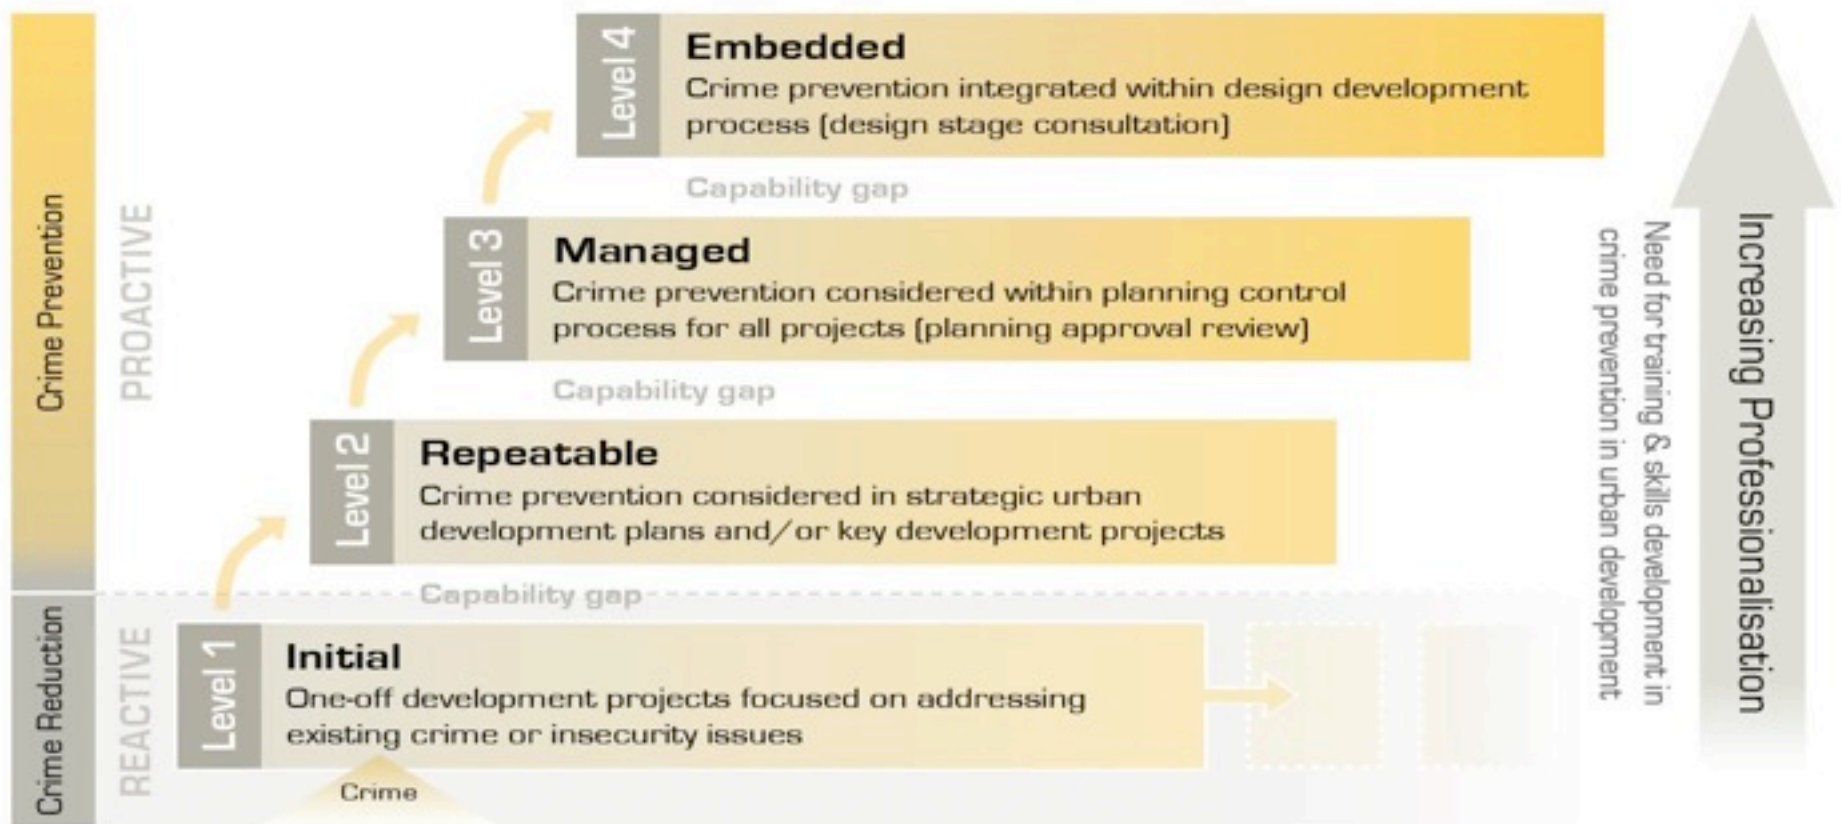 Crime Prevention
PROACTIVE
Level 4
Embedded
Crime prevention integrated within design development
process (design stage consultation)
Capability gap
Level 3
Managed
Crime prevention considered within planning control
process for all projects (planning approval review)
Capability gap
Level 2
Repeatable
Crime prevention considered in strategic urban
development plans and/or key development projects
Capability gap
Crime Reduction
REACTIVE
Level 1
Initial
One-off development projects focused on addressing
existing crime or insecurity issues
Crime
Need for training & skills development in
crime prevention in urban development
Increasing Professionalisation